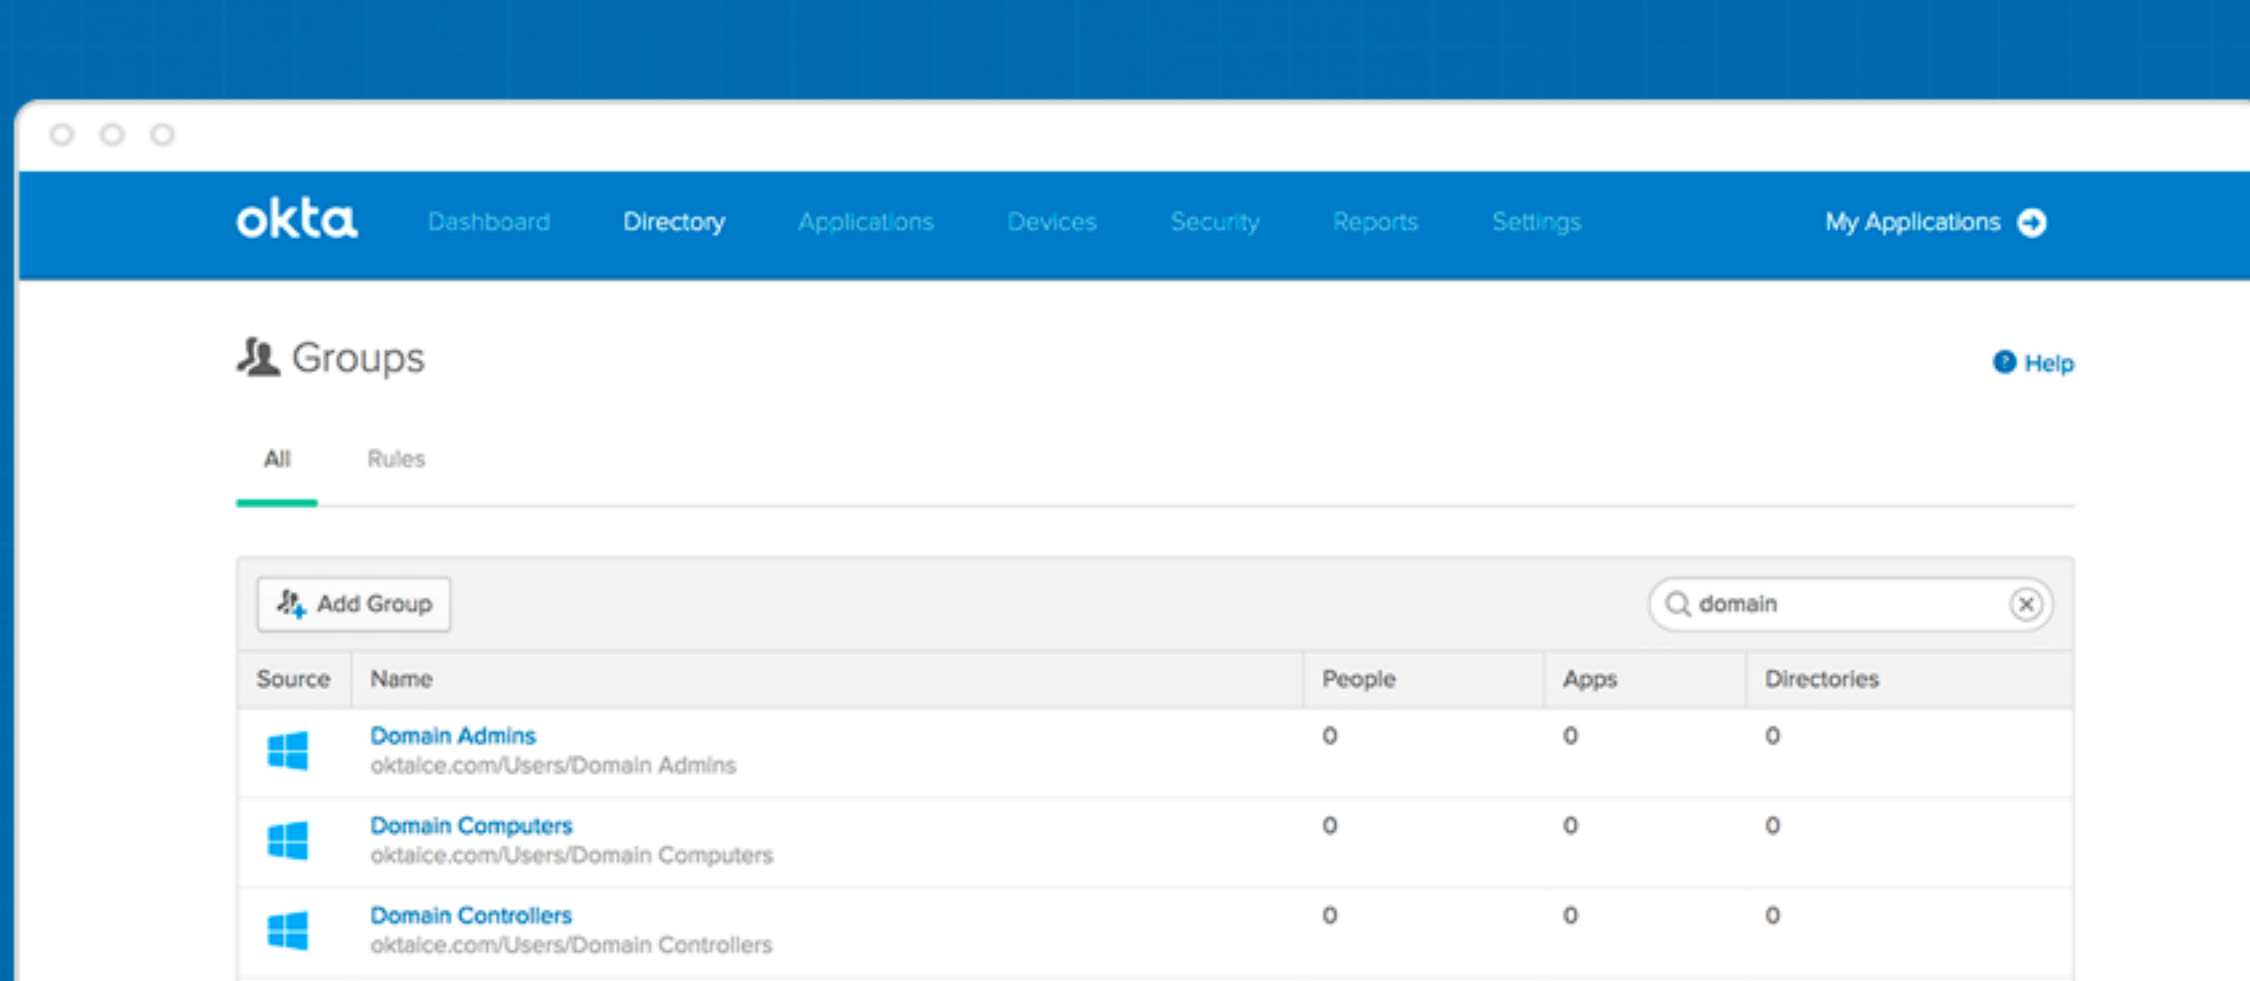 okta Dashboard Directory Applications Devices Security Reports Settings My Applications
Groups
Help
All Rules
Add Group domain
Source Name People Apps Directories
Domain Admins 0 0 0
oktaice.com/Users/Domain Admins
Domain Computers 0 0 0
oktaice.com/Users/Domain Computers
Domain Controllers 0 0 0
oktaice.com/Users/Domain Controllers